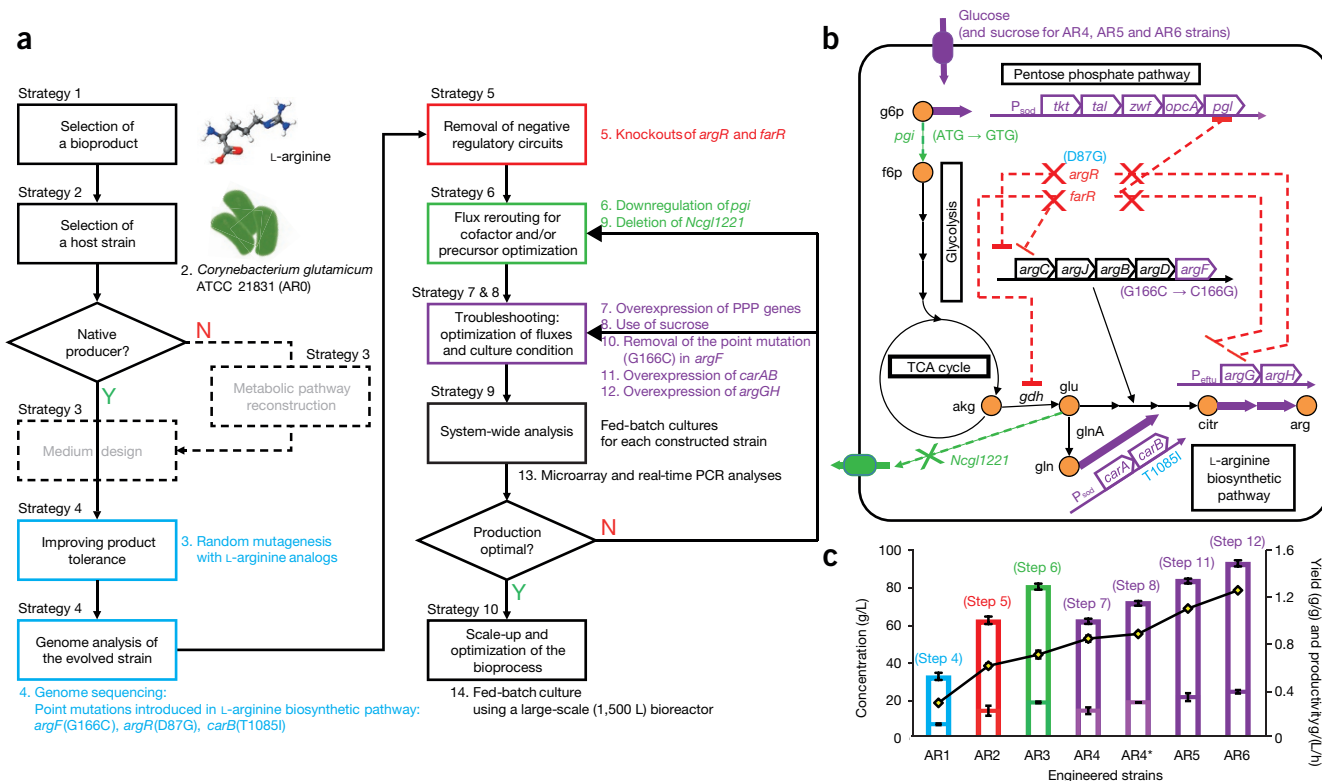 a
Strategy 1
Selection of
a bioproduct
L-arginine
Strategy 2
Selection of
a host strain
2. Corynebacterium glutamicum
ATCC 21831 (AR0)
Native
producer?
N
Y
Strategy 3
Metabolic pathway
reconstruction
Strategy 3
Medium design
Strategy 4
Improving product
tolerance
3. Random mutagenesis
with L-arginine analogs
Strategy 4
Genome analysis of
the evolved strain
4. Genome sequencing:
Point mutations introduced in L-arginine biosynthetic pathway:
argF(G166C), argR(D87G), carB(T1085I)
Strategy 5
Removal of negative
regulatory circuits
5. Knockouts of argR and farR
Strategy 6
Flux rerouting for
cofactor and/or
precursor optimization
6. Downregulation of pgi
9. Deletion of Ncgl1221
Strategy 7 & 8
Troubleshooting:
optimization of fluxes
and culture condition
7. Overexpression of PPP genes
8. Use of sucrose
10. Removal of the point mutation
(G166C) in argF
11. Overexpression of carAB
12. Overexpression of argGH
Strategy 9
System-wide analysis
Fed-batch cultures
for each constructed strain
13. Microarray and real-time PCR analyses
Production
optimal?
N
Y
Strategy 10
Scale-up and
optimization of the
bioprocess
14. Fed-batch culture
using a large-scale (1,500 L) bioreactor
b
Glucose
(and sucrose for AR4, AR5 and AR6 strains)
Pentose phosphate pathway
g6p
Psod tkt tal zwf opcA pgl
pgi (ATG → GTG)
f6p
Glycolysis
(D87G)
argR
farR
argC argJ argB argD argF
(G166C → C166G)
TCA cycle
akg
gdh
glu
glnA
gln
Psod carA carB
T1085I
Peftu argG argH
citr
arg
Ncgl1221
L-arginine
biosynthetic
pathway
c
Concentration (g/L)
100
80
60
40
20
0
(Step 4)
(Step 5)
(Step 6)
(Step 7)
(Step 8)
(Step 11)
(Step 12)
1.6
1.2
0.8
0.4
0
Yield (g/g) and productivityg/(L/h)
AR1 AR2 AR3 AR4 AR4* AR5 AR6
Engineered strains